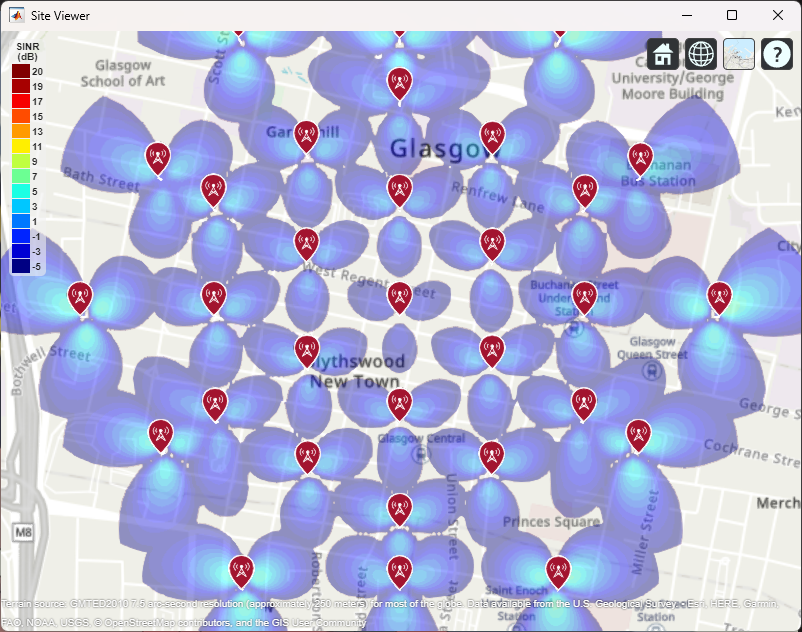 Site Viewer
SINR
(dB)
20
19
17
15
13
11
9
7
5
3
1
-1
-3
-5
Glasgow
School of Art
Scott St
University/George
Moore Building
Glasgow
Bath Street
Renfrew Lane
Buchanan
Bus Station
City
West Regent Street
Buchanan Street
Underground
Station
Bothwell Street
Glasgow
Queen Street
Blythswood
New Town
George S
Glasgow Central
Cochrane Stre
Union Street
Merch
M8
Princes Square
Miller Street
Saint Enoch
Station
Terrain source: GMTED2010 7.5 arc-second resolution (approximately 250 meters) for most of the globe. Data available from the U.S. Geological Survey. - Esri, HERE, Garmin,
FAO, NOAA, USGS, © OpenStreetMap contributors, and the GIS User Community